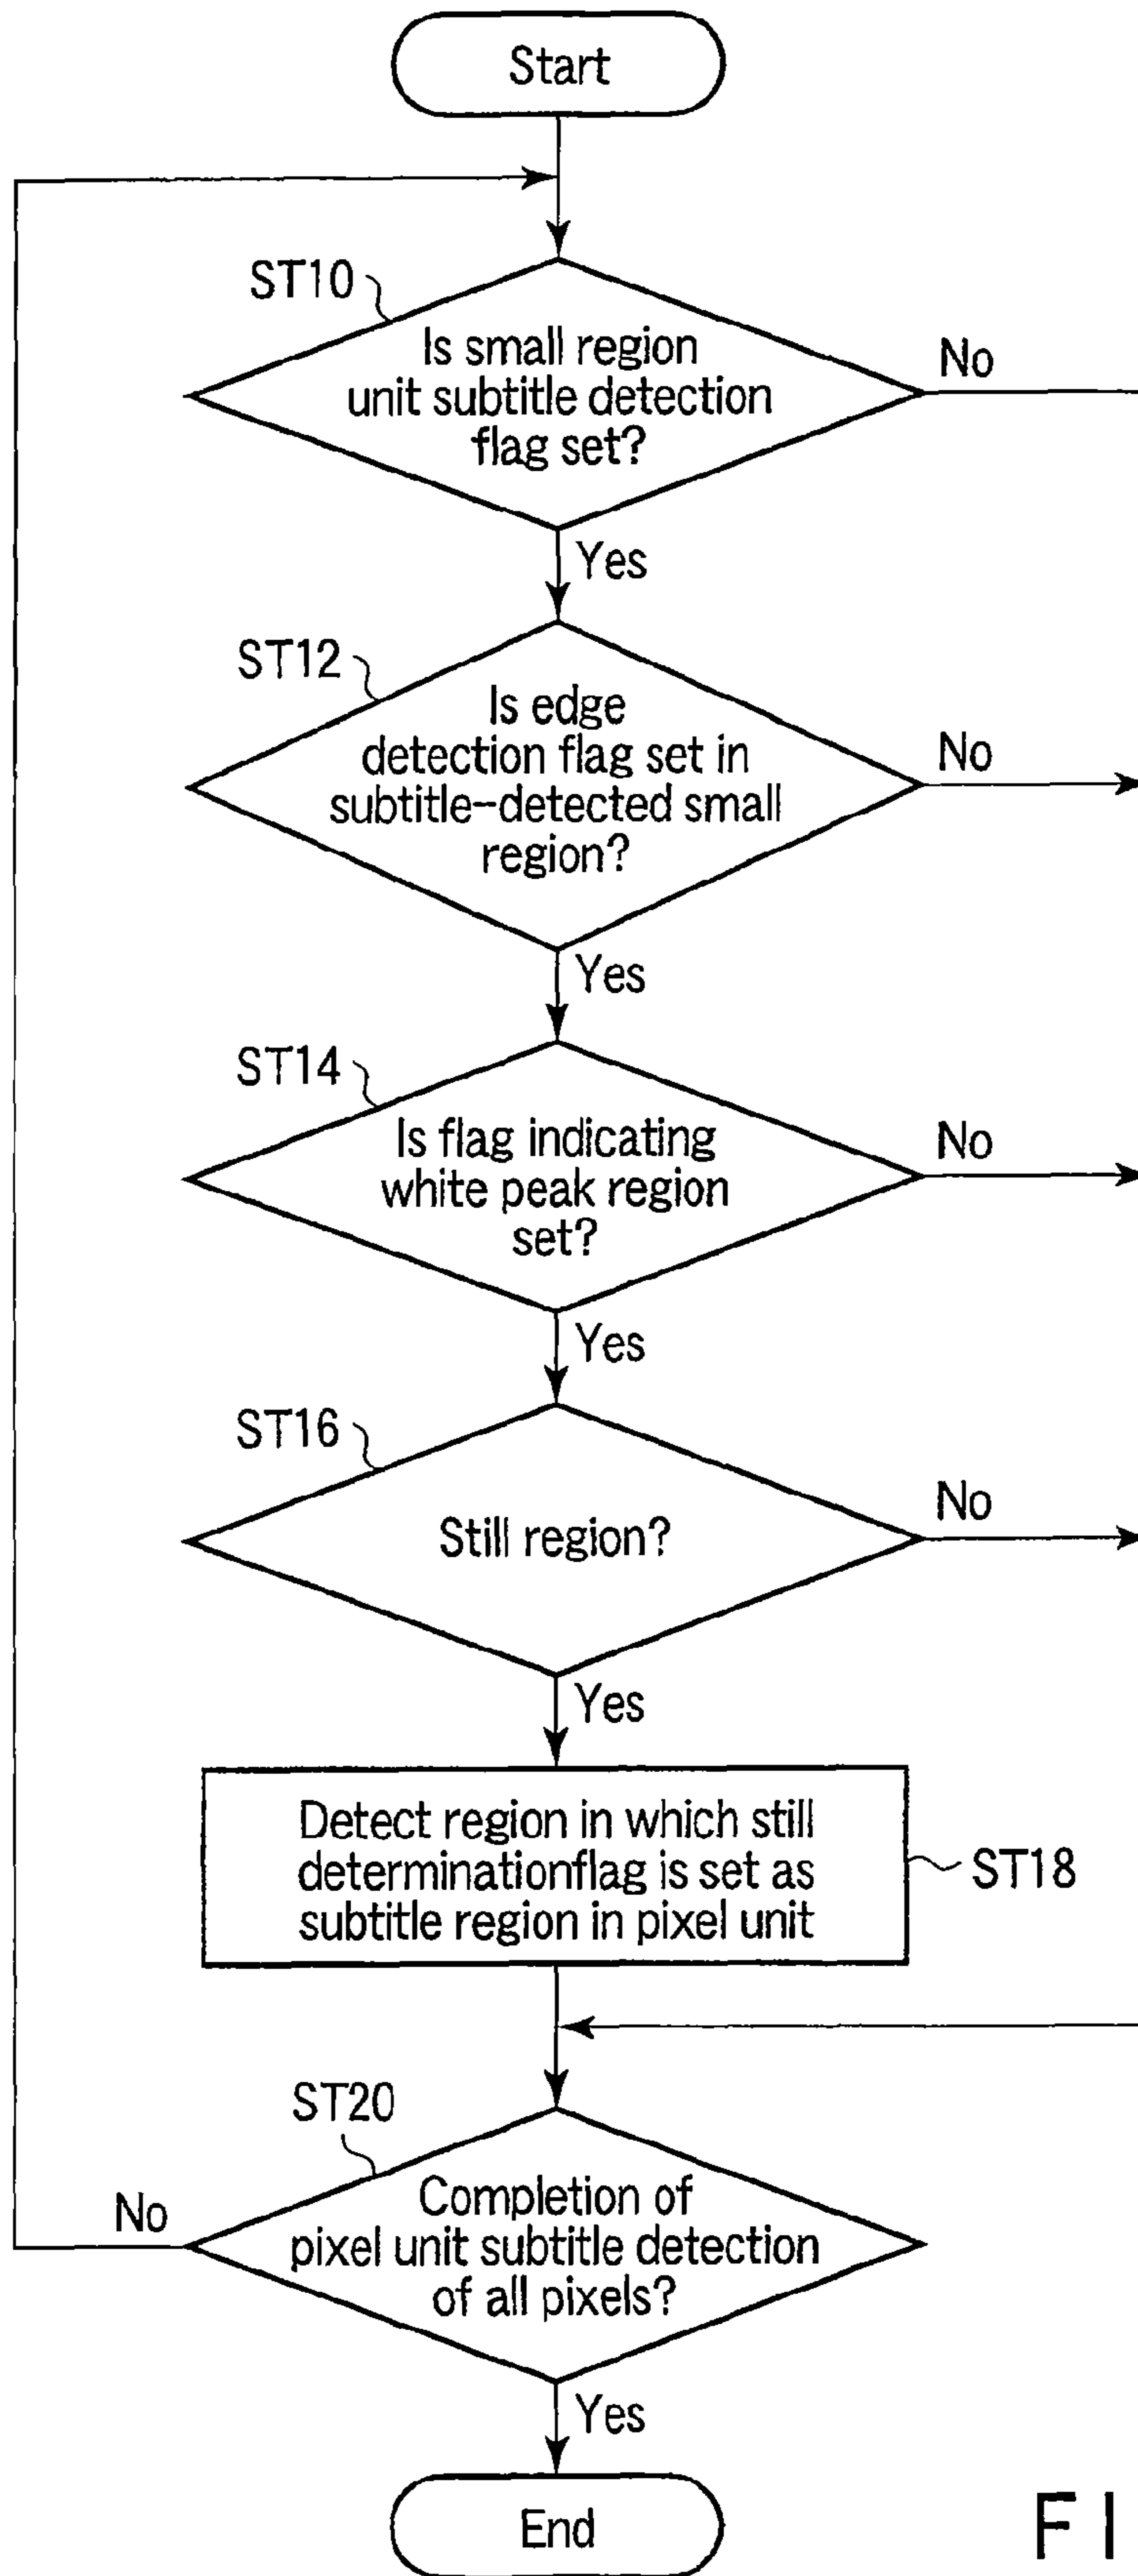 Start
ST10
Is small region
unit subtitle detection
flag set?
No
Yes
ST12
Is edge
detection flag set in
subtitle-detected small
region?
No
Yes
ST14
Is flag indicating
white peak region
set?
No
Yes
ST16
Still region?
No
Yes
Detect region in which still
determinationflag is set as
subtitle region in pixel unit
ST18
ST20
Completion of
pixel unit subtitle detection
of all pixels?
No
Yes
End
FI